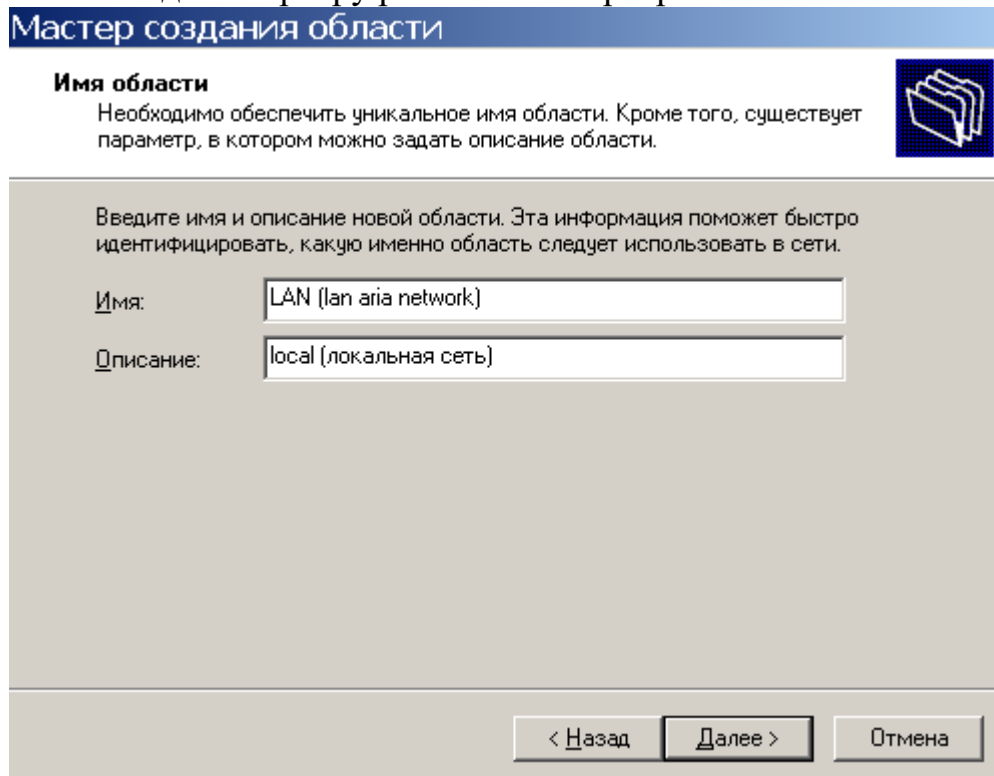 Мастер создания области
Имя области
Необходимо обеспечить уникальное имя области. Кроме того, существует
параметр, в котором можно задать описание области.
Введите имя и описание новой области. Эта информация поможет быстро
идентифицировать, какую именно область следует использовать в сети.
Имя:
LAN (lan aria network)
Описание:
local (локальная сеть)
< Назад
Далее >
Отмена